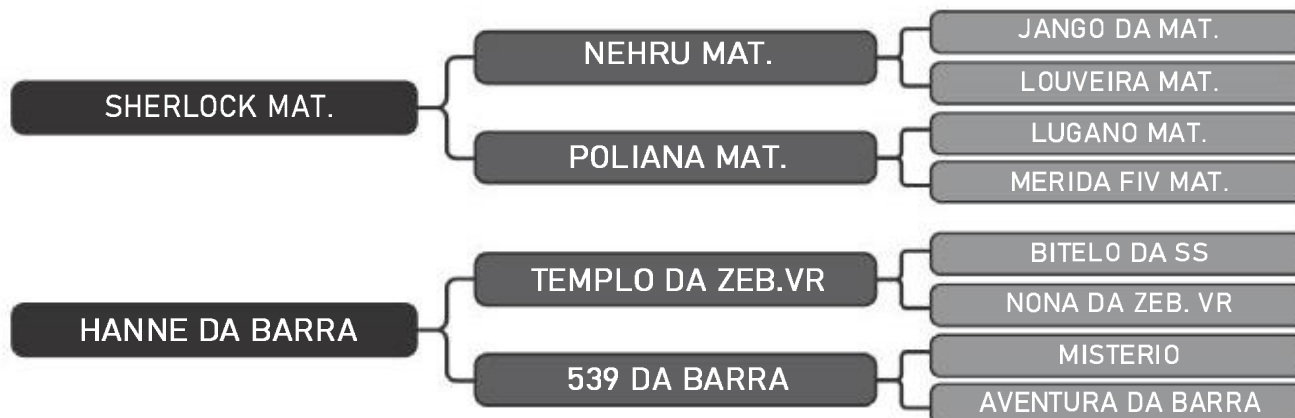 SHERLOCK MAT.
NEHRU MAT.
JANGO DA MAT.
LOUVEIRA MAT.
POLIANA MAT.
LUGANO MAT.
MERIDA FIV MAT.
HANNE DA BARRA
TEMPLO DA ZEB.VR
BITELO DA SS
NONA DA ZEB. VR
539 DA BARRA
MISTERIO
AVENTURA DA BARRA